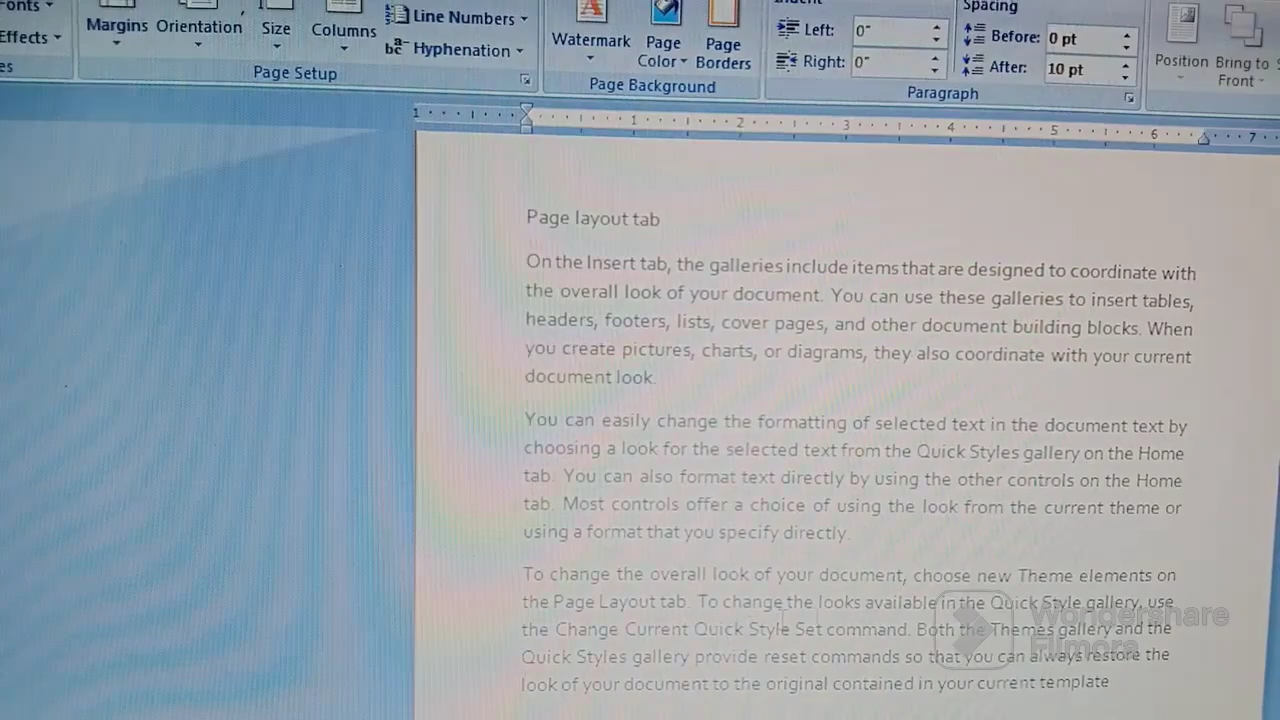 Fonts
Effects
Margins Orientation Size Columns
Line Numbers
Hyphenation
Page Setup
Watermark Page Color Page Borders
Page Background
Left: 0"
Right: 0"
Spacing
Before: 0 pt
After: 10 pt
Paragraph
Position Bring to Front
1 1 2 3 4 5 6 7
Page layout tab
On the Insert tab, the galleries include items that are designed to coordinate with
the overall look of your document. You can use these galleries to insert tables,
headers, footers, lists, cover pages, and other document building blocks. When
you create pictures, charts, or diagrams, they also coordinate with your current
document look.
You can easily change the formatting of selected text in the document text by
choosing a look for the selected text from the Quick Styles gallery on the Home
tab. You can also format text directly by using the other controls on the Home
tab. Most controls offer a choice of using the look from the current theme or
using a format that you specify directly.
To change the overall look of your document, choose new Theme elements on
the Page Layout tab. To change the looks available in the Quick Style gallery, use
the Change Current Quick Style Set command. Both the Themes gallery and the
Quick Styles gallery provide reset commands so that you can always restore the
look of your document to the original contained in your current template
Wondershare
Filmora